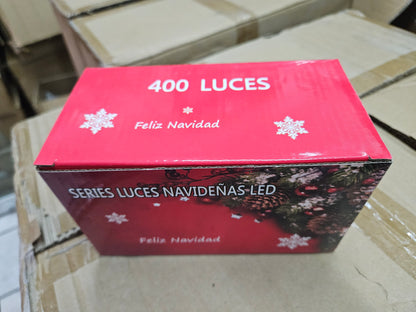 400 LUCES
Feliz Navidad
SERIES LUCES NAVIDEÑAS LED
Feliz Navidad